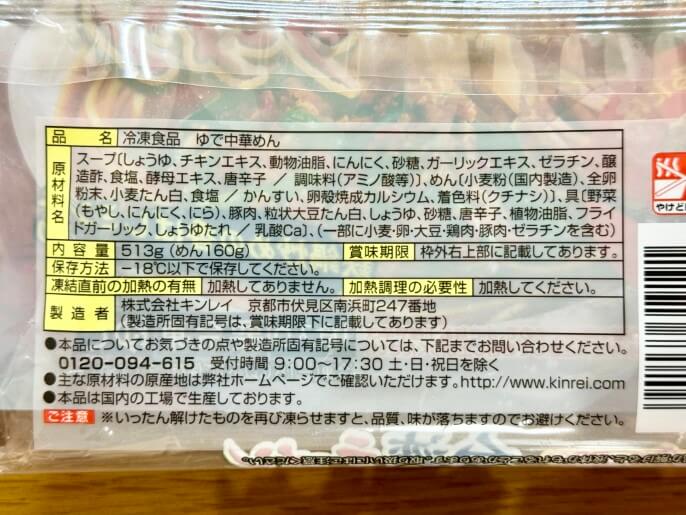 品名 冷凍食品 ゆで中華めん
原材料名 スープ〔しょうゆ、チキンエキス、動物油脂、にんにく、砂糖、ガーリックエキス、ゼラチン、醸
造酢、食塩、酵母エキス、唐辛子 / 調味料(アミノ酸等)〕、めん〔小麦粉(国内製造)、全卵
粉末、小麦たん白、食塩 / かんすい、卵殻焼成カルシウム、着色料(クチナシ)〕、具〔野菜
(もやし、にんにく、にら)、豚肉、粒状大豆たん白、しょうゆ、砂糖、唐辛子、植物油脂、フライ
ドガーリック、しょうゆたれ / 乳酸Ca〕、(一部に小麦・卵・大豆・鶏肉・豚肉・ゼラチンを含む)
内容量 513g(めん160g) 賞味期限 枠外右上部に記載してあります。
保存方法 -18℃以下で保存してください。
凍結直前の加熱の有無 加熱してありません。 加熱調理の必要性 加熱してください。
製造者 株式会社キンレイ 京都市伏見区南浜町247番地
(製造所固有記号は、賞味期限下に記載してあります)
●本品についてお気づきの点や製造所固有記号については、下記までお問い合わせください。
0120-094-615 受付時間 9:00〜17:30 土・日・祝日を除く
●主な原材料の原産地は弊社ホームページでご確認いただけます。http://www.kinrei.com
●本品は国内の工場で生産しております。
ご注意 ※いったん解けたものを再び凍らせますと、品質、味が落ちますのでお避けください。
やけどに